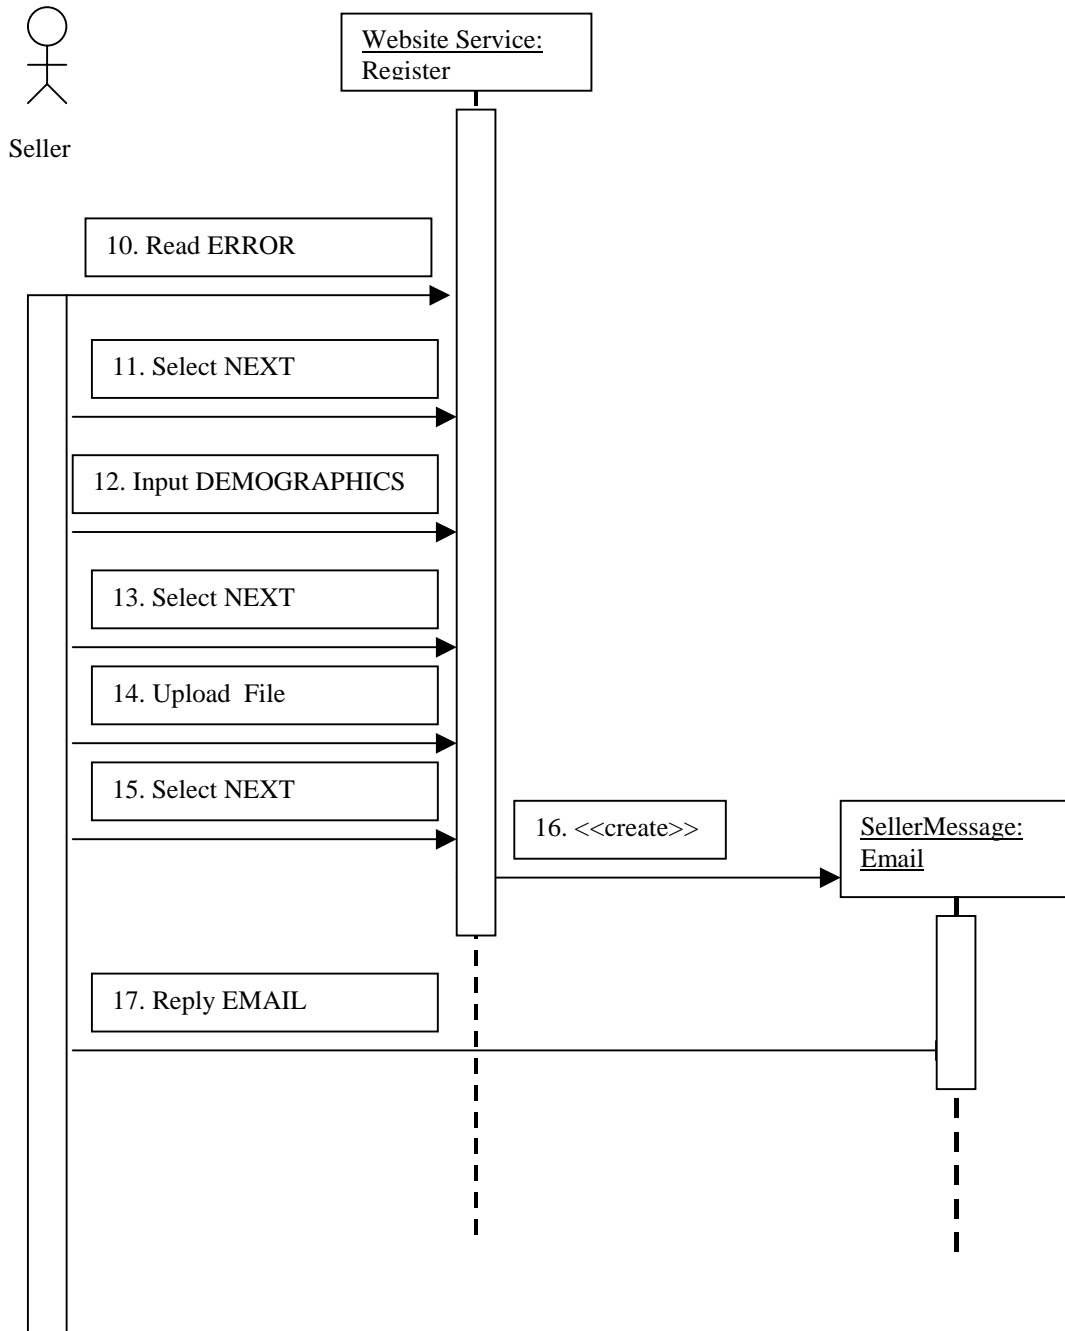 Website Service:
Register
Seller
10. Read ERROR
11. Select NEXT
12. Input DEMOGRAPHICS
13. Select NEXT
14. Upload  File
15. Select NEXT
16. <<create>>
SellerMessage:
Email
17. Reply EMAIL